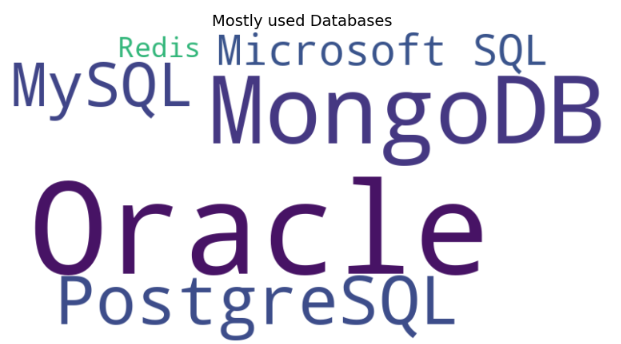 Mostly used Databases
Redis
Microsoft SQL
MySQL
MongoDB
Oracle
PostgreSQL